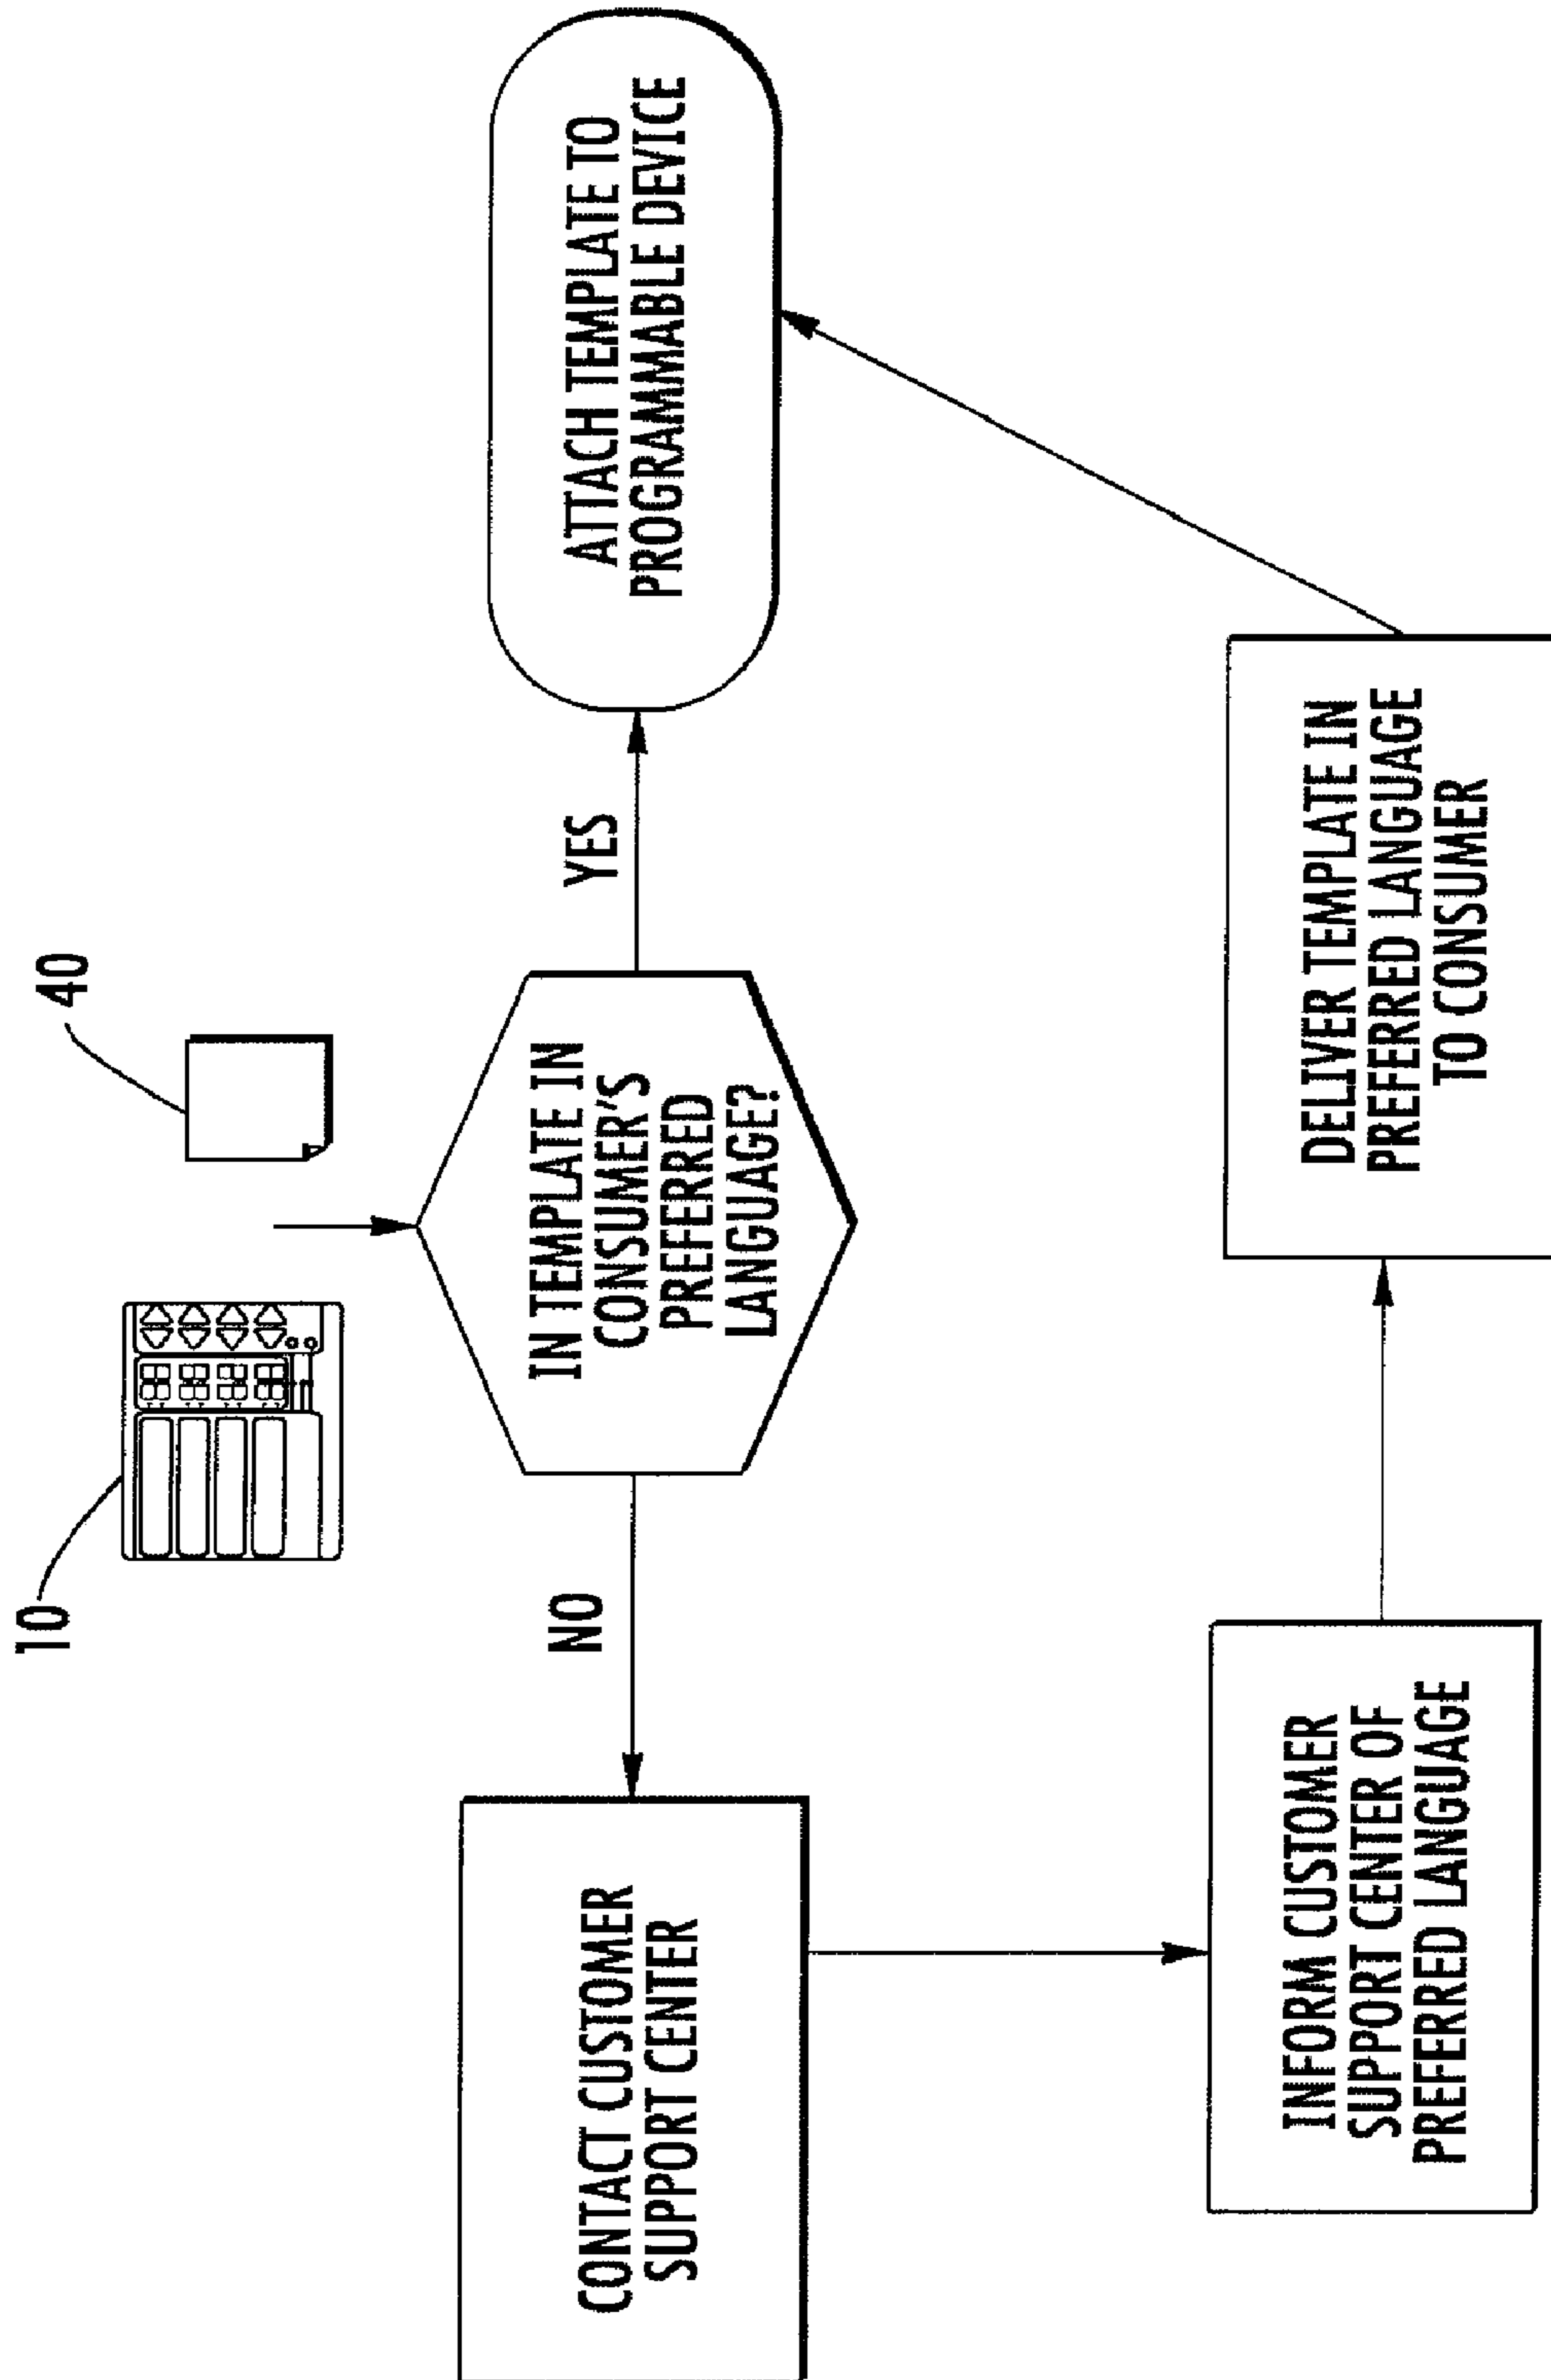 10
40
IN TEMPLATE IN
CONSUMER'S
PREFERRED
LANGUAGE?
NO
YES
CONTACT CUSTOMER
SUPPORT CENTER
ATTACH TEMPLATE TO
PROGRAMMABLE DEVICE
INFORM CUSTOMER
SUPPORT CENTER OF
PREFERRED LANGUAGE
DELIVER TEMPLATE IN
PREFERRED LANGUAGE
TO CONSUMER